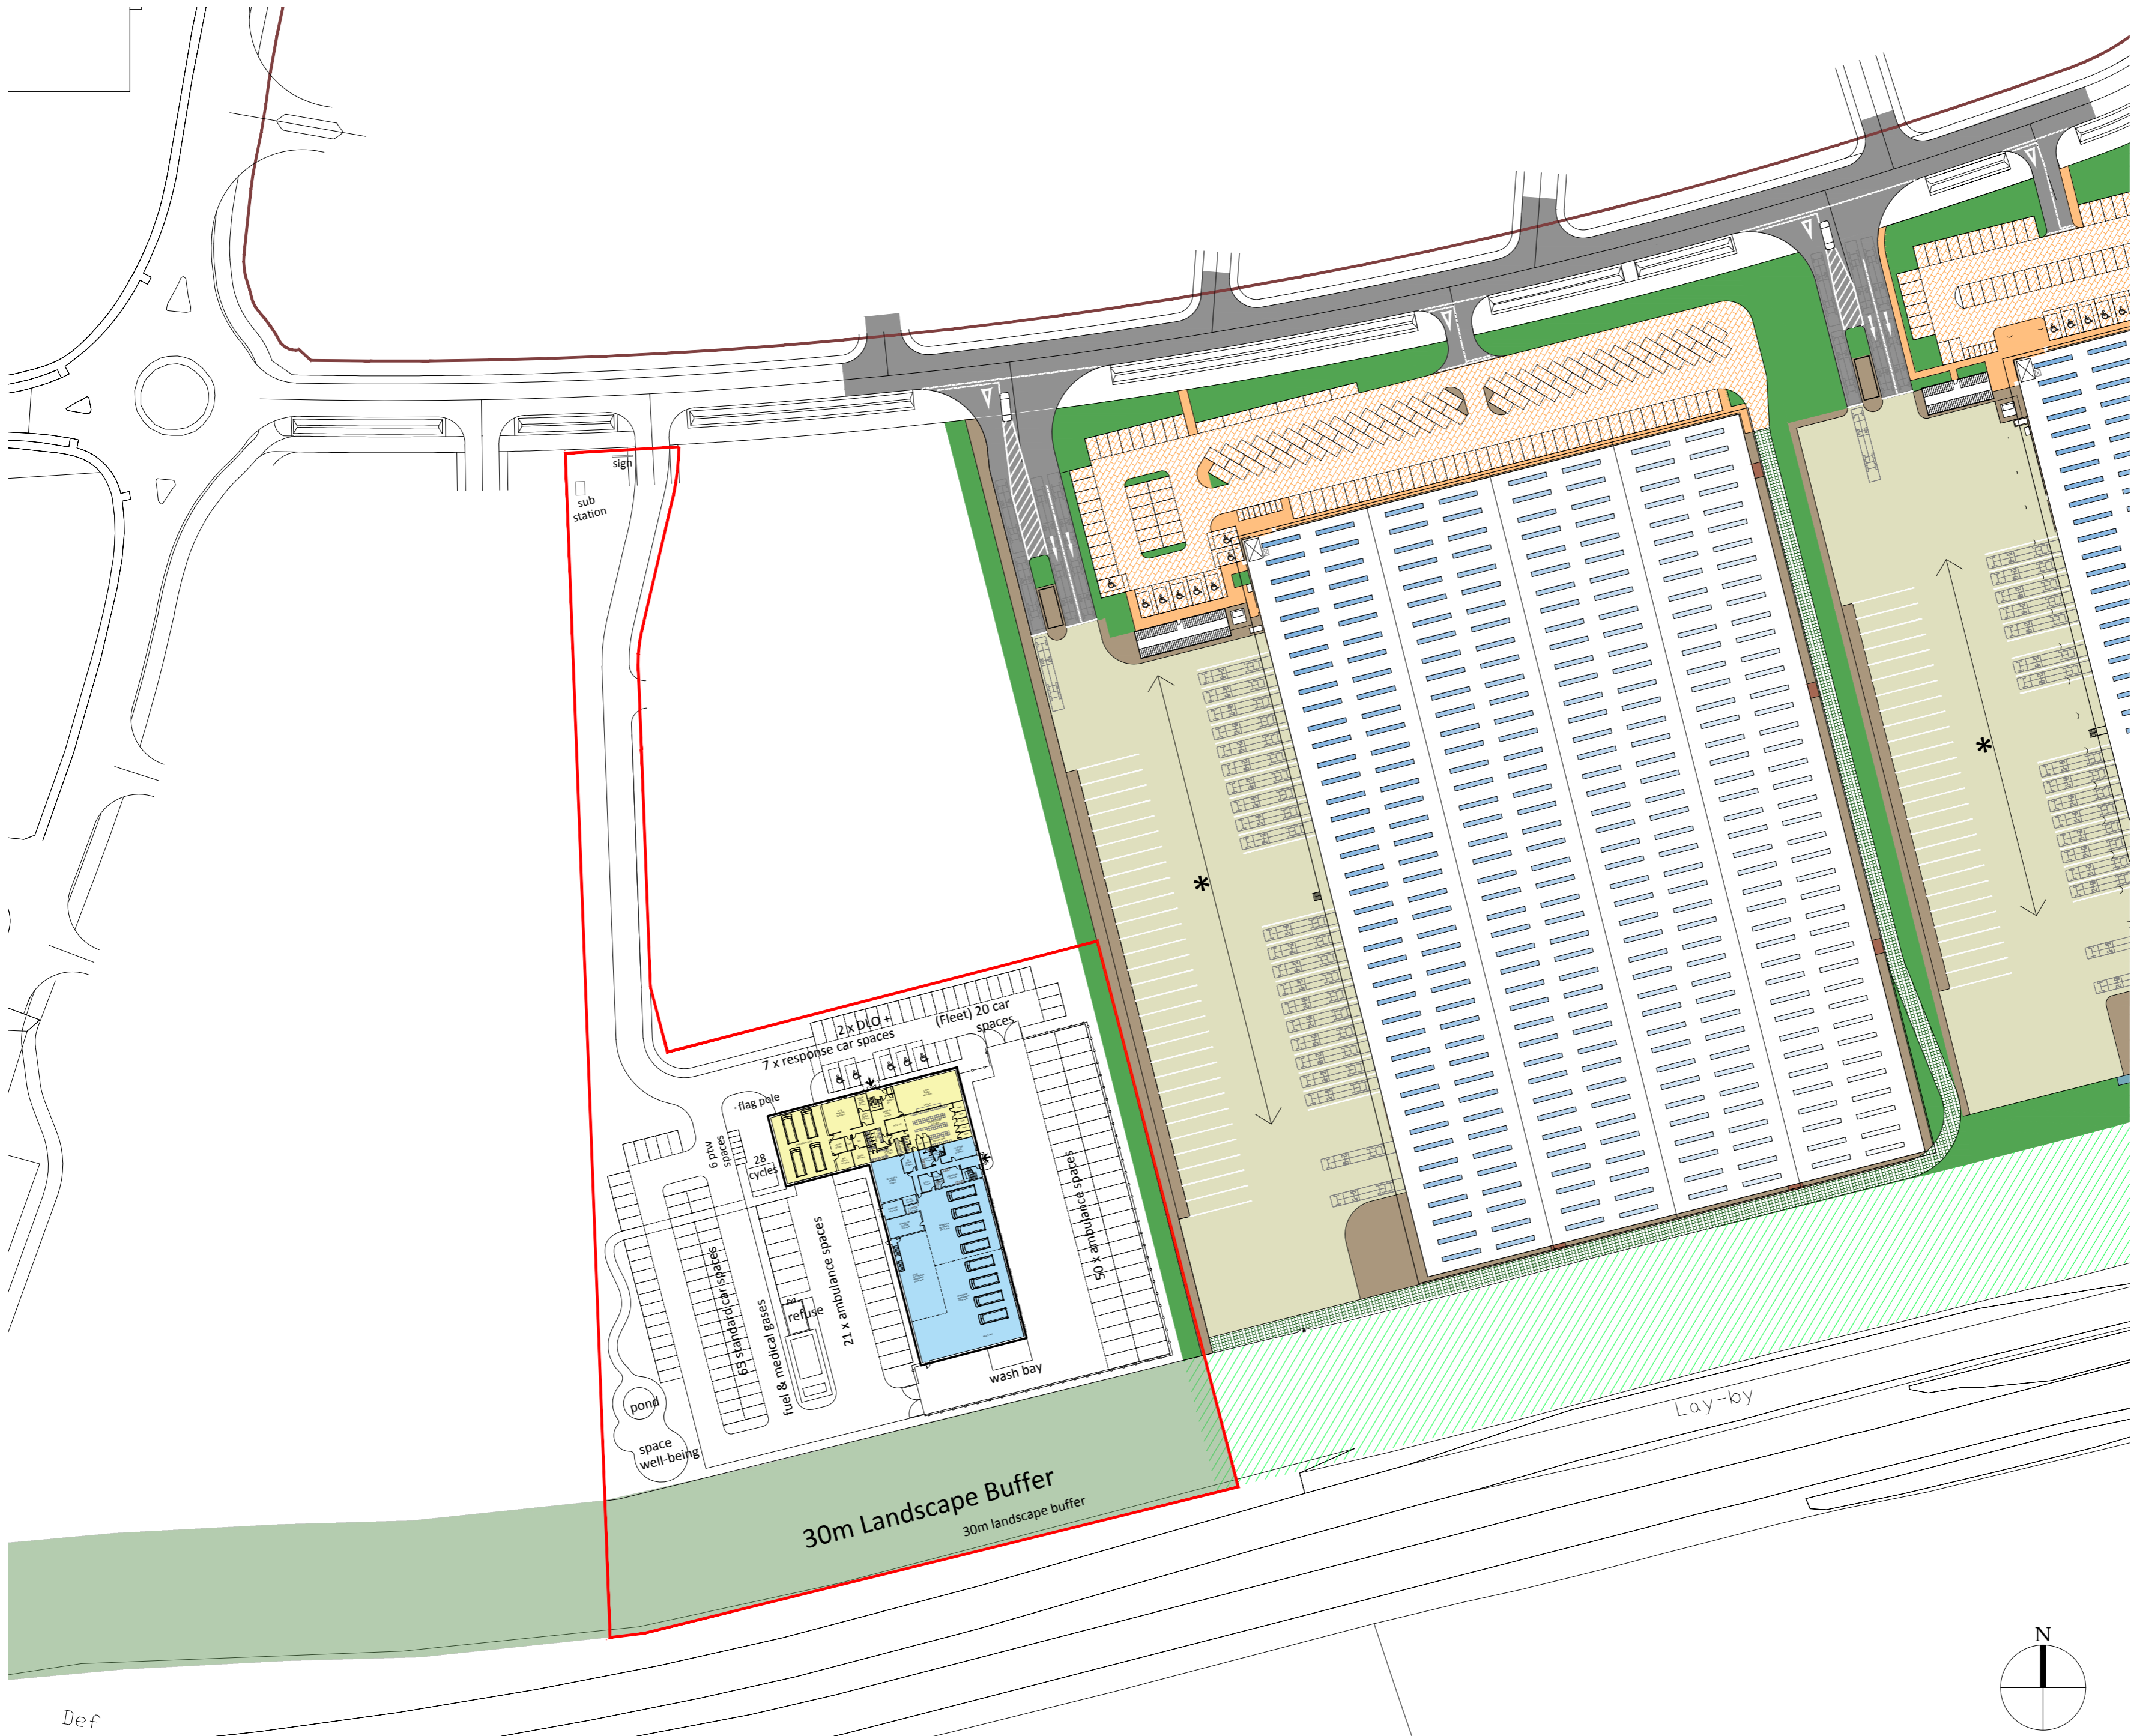 sign
sub
station
2 x DLO +
7 x response car spaces
(Fleet) 20 car
spaces
flag pole
6 ptw
spaces
28
cycles
65 standard car spaces
fuel & medical gases
refuse
21 x ambulance spaces
50 x ambulance spaces
wash bay
pond
space
well-being
30m Landscape Buffer
30m landscape buffer
Lay-by
Def
N
*
*